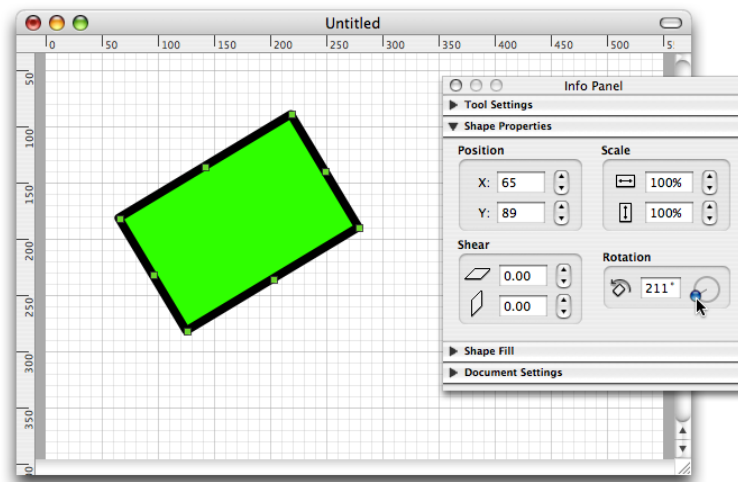 Untitled
0 50 100 150 200 250 300 350 400 450 500
50
100
150
200
250
300
Info Panel
Tool Settings
Shape Properties
Position Scale
X: 65 100%
Y: 89 100%
Shear Rotation
0.00 211°
0.00
Shape Fill
Document Settings